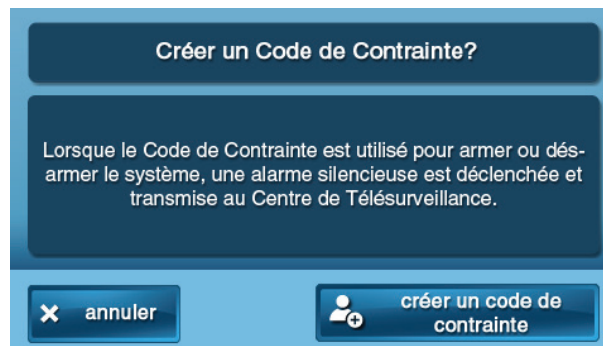 Créer un Code de Contrainte?
Lorsque le Code de Contrainte est utilisé pour armer ou dés-
armer le système, une alarme silencieuse est déclenchée et
transmise au Centre de Télésurveillance.
annuler
créer un code de
contrainte